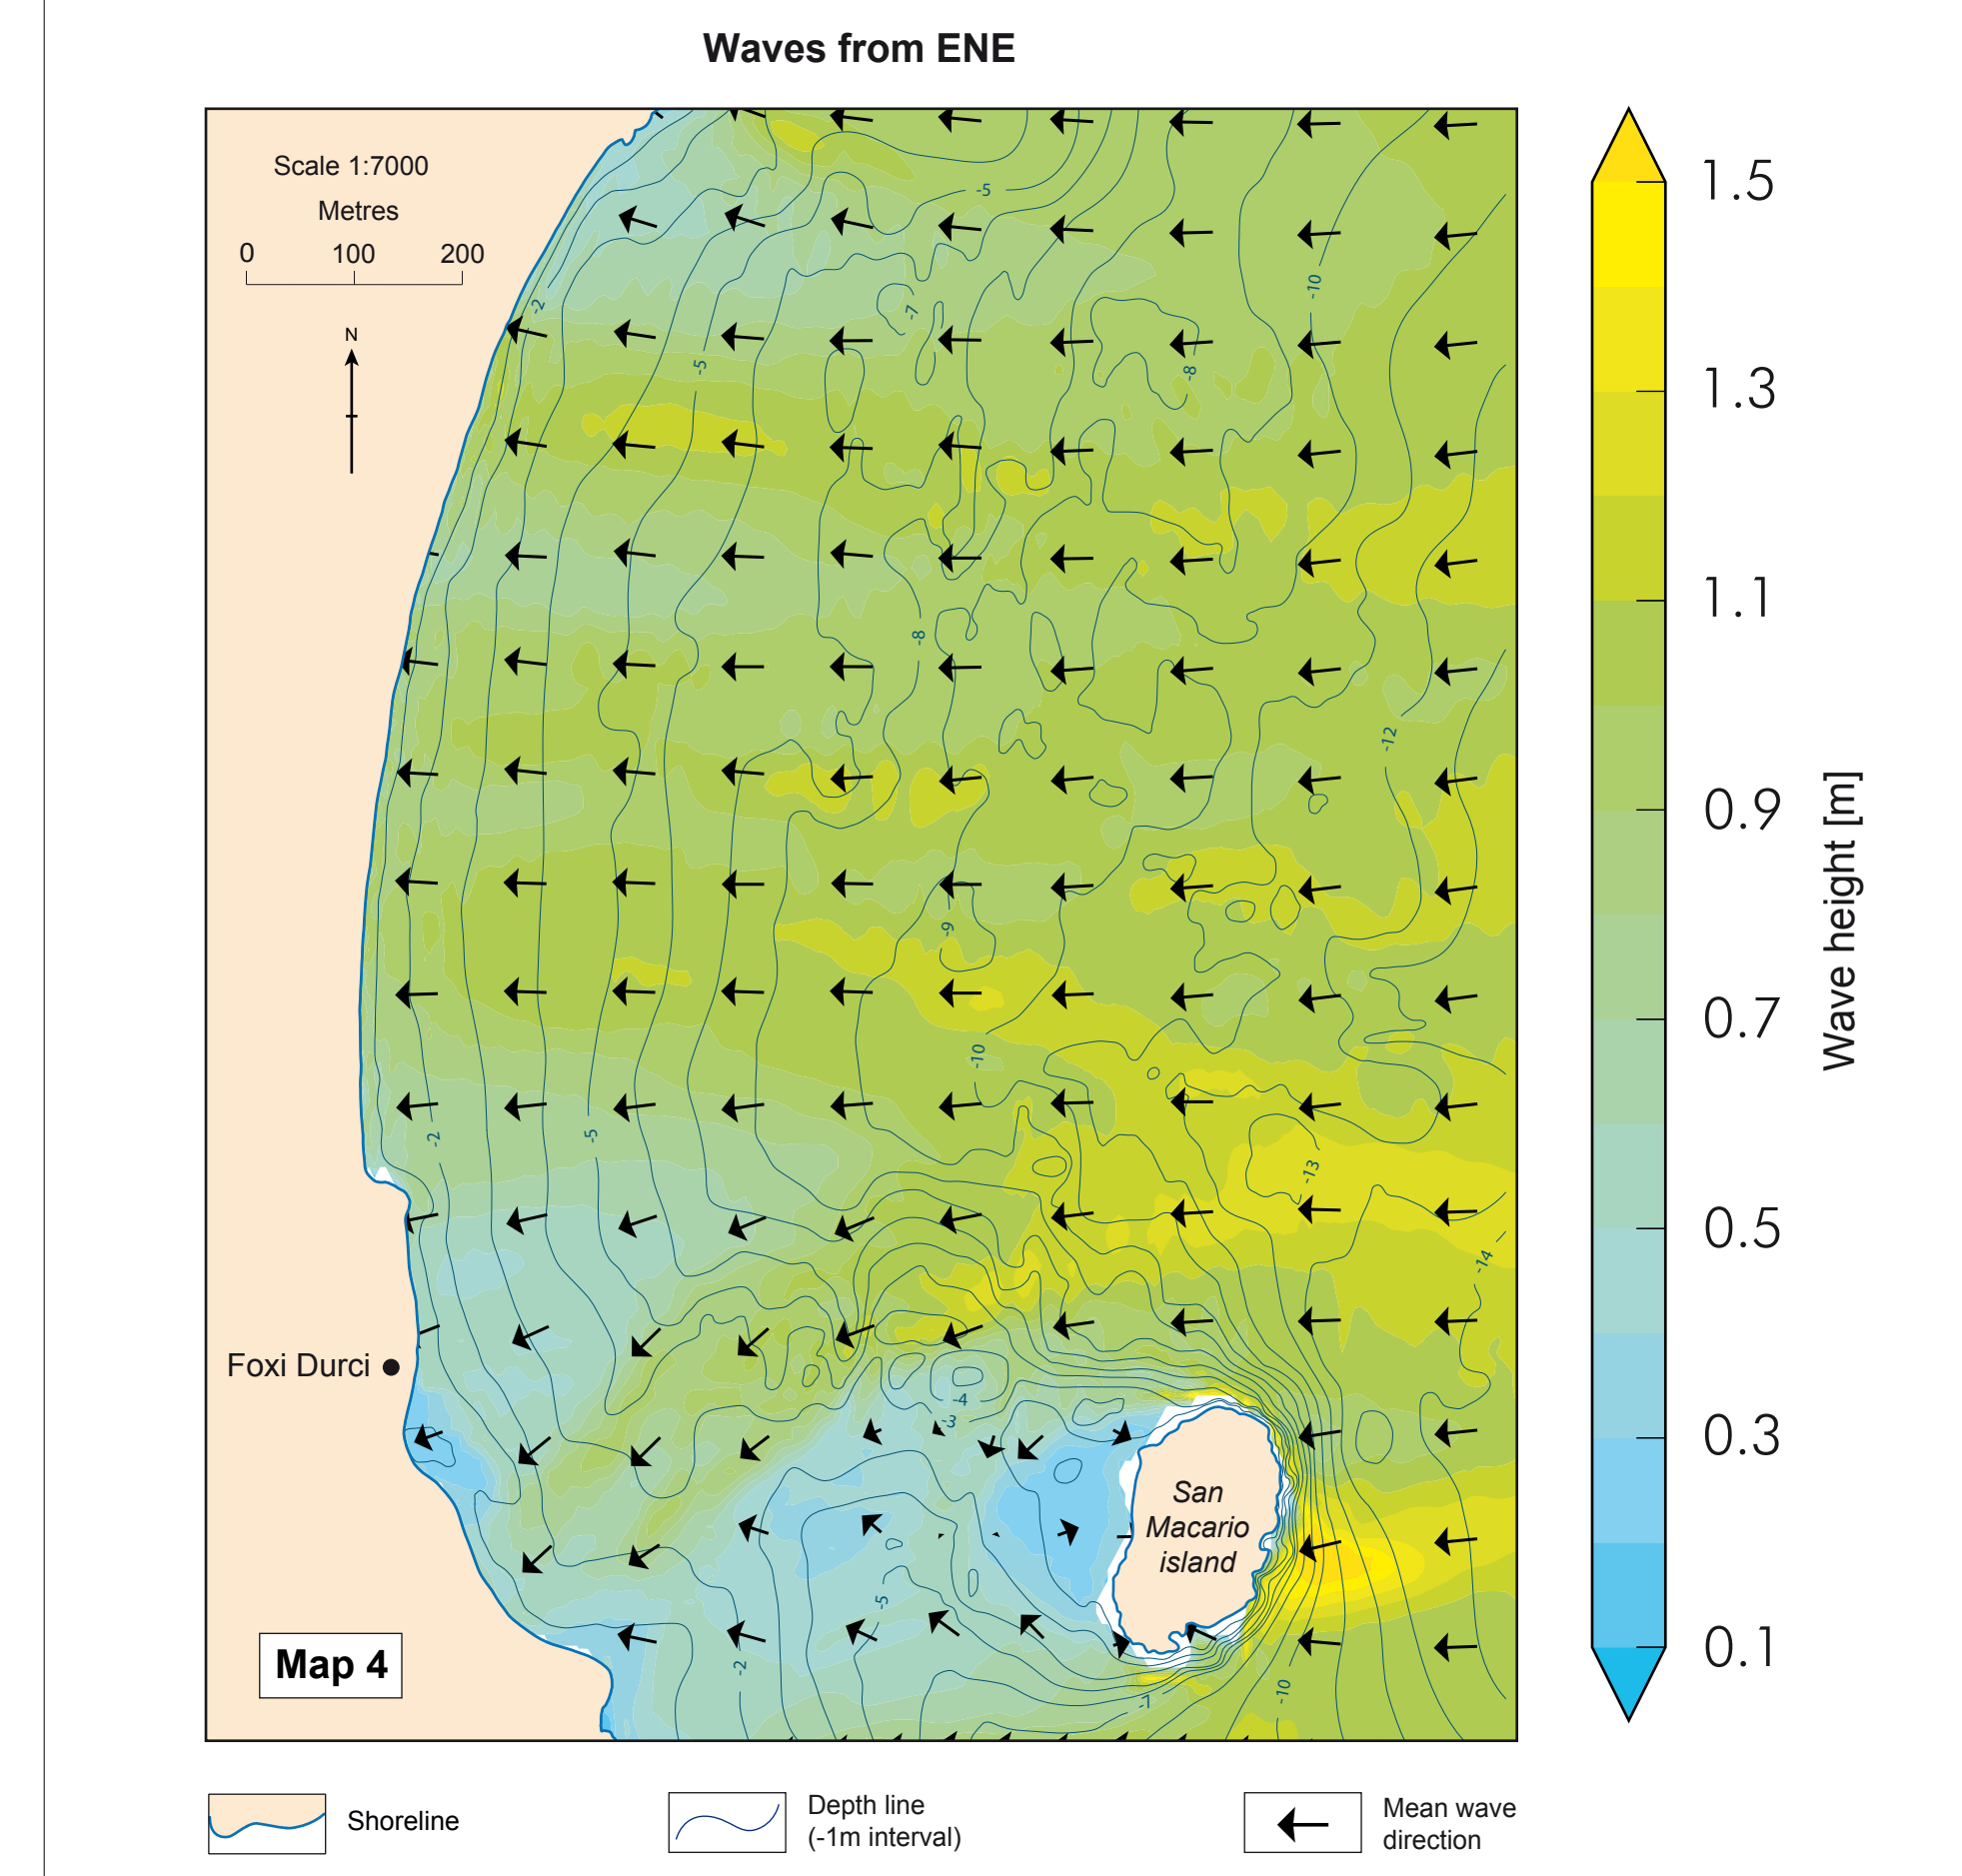 Waves from ENE
Scale 1:7000
Metres
0 100 200
N
-5
-2
-10
-7
-5
-8
-8
-12
-9
-10
-2
-5
-13
-14
-4
-3
-5
-2
-7
-10
Foxi Durci
San
Macario
island
Map 4
1.5
1.3
1.1
0.9
0.7
0.5
0.3
0.1
Wave height [m]
Shoreline
Depth line
(-1m interval)
Mean wave
direction